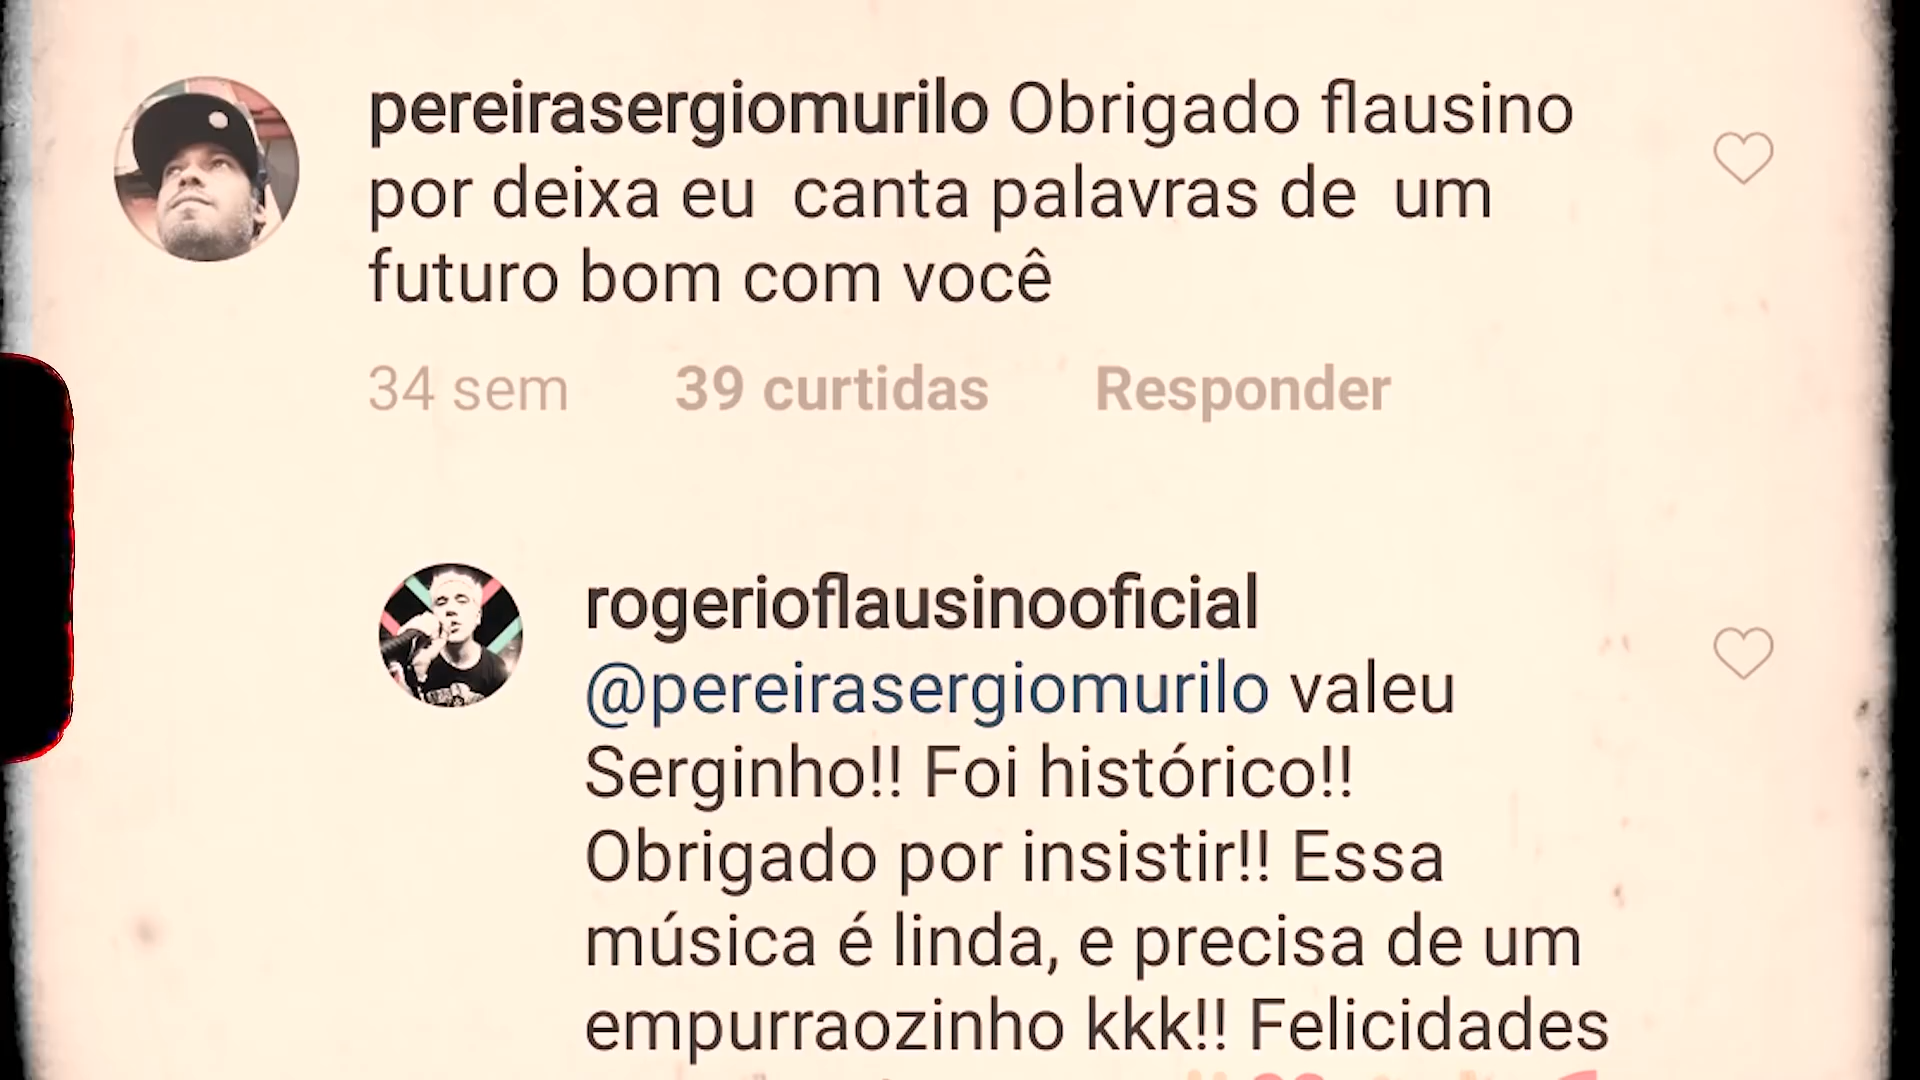 pereirasergiomurilo Obrigado flausino
por deixa eu canta palavras de um
futuro bom com você
34 sem 39 curtidas Responder
rogerioflausinooficial
@pereirasergiomurilo valeu
Serginho!! Foi histórico!!
Obrigado por insistir!! Essa
música é linda, e precisa de um
empurraozinho kkk!! Felicidades